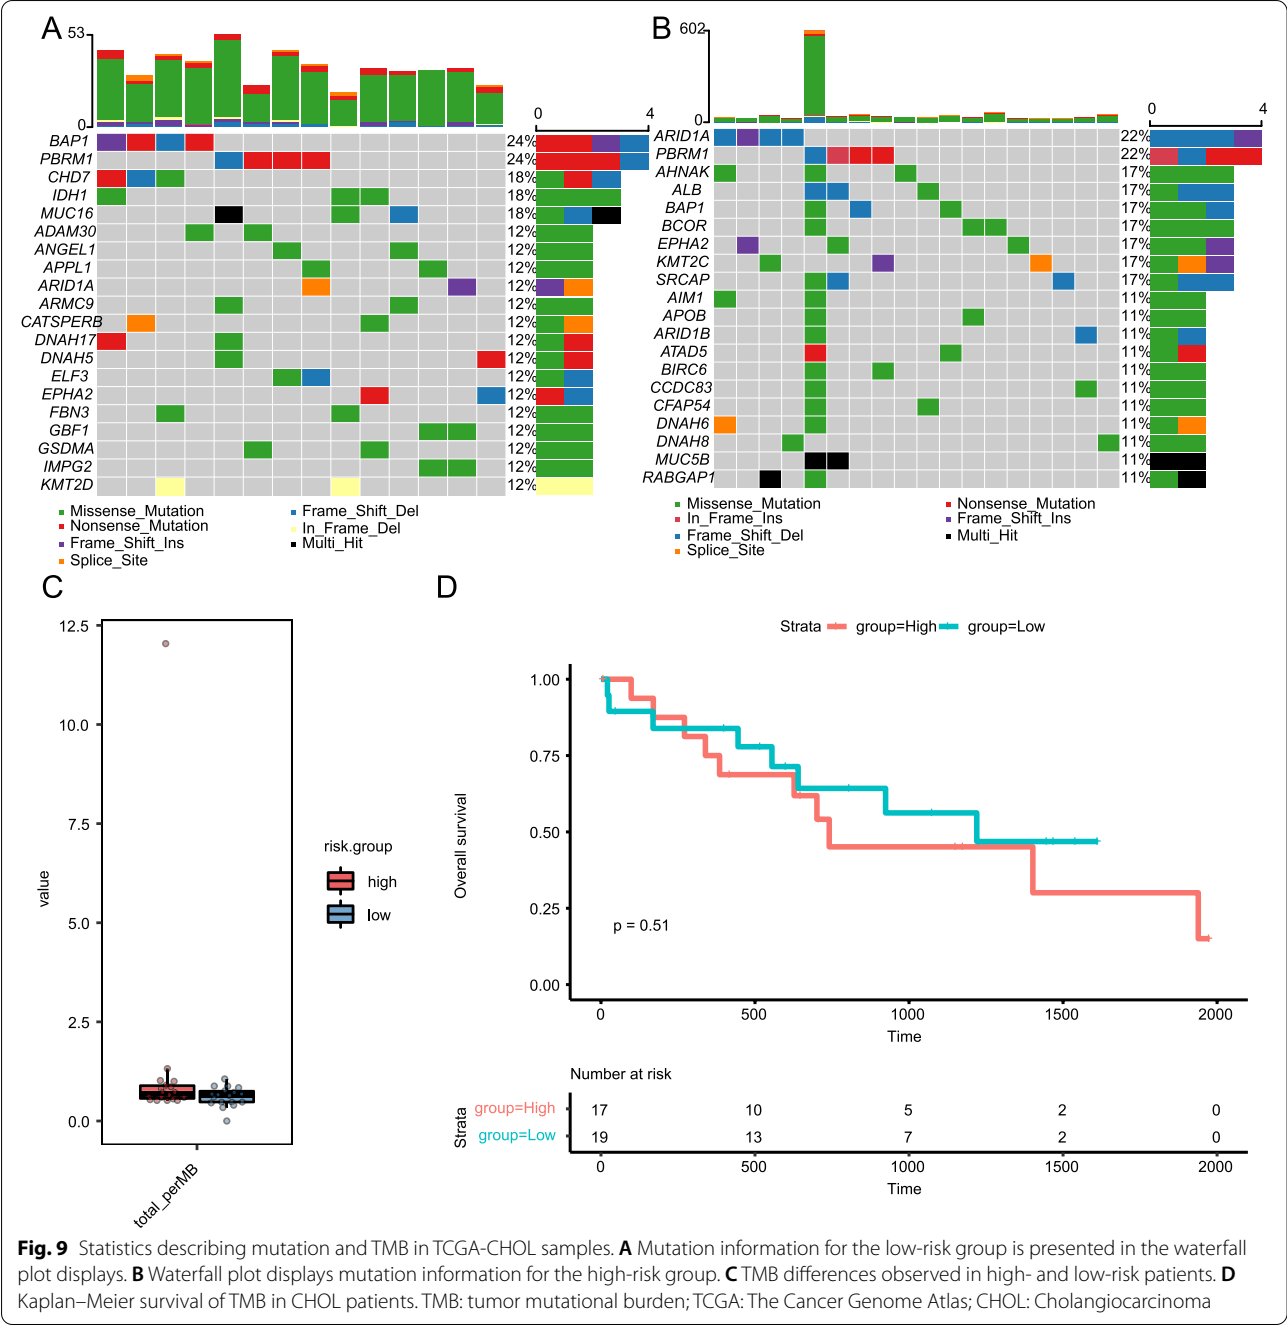 A
53
0
0 4
BAP1 24%
PBRM1 24%
CHD7 18%
IDH1 18%
MUC16 18%
ADAM30 12%
ANGEL1 12%
APPL1 12%
ARID1A 12%
ARMC9 12%
CATSPERB 12%
DNAH17 12%
DNAH5 12%
ELF3 12%
EPHA2 12%
FBN3 12%
GBF1 12%
GSDMA 12%
IMPG2 12%
KMT2D 12%
Missense_Mutation
Nonsense_Mutation
Frame_Shift_Ins
Splice_Site
Frame_Shift_Del
In_Frame_Del
Multi_Hit
B
602
0
0 4
ARID1A 22%
PBRM1 22%
AHNAK 17%
ALB 17%
BAP1 17%
BCOR 17%
EPHA2 17%
KMT2C 17%
SRCAP 17%
AIM1 11%
APOB 11%
ARID1B 11%
ATAD5 11%
BIRC6 11%
CCDC83 11%
CFAP54 11%
DNAH6 11%
DNAH8 11%
MUC5B 11%
RABGAP1 11%
Missense_Mutation
In_Frame_Ins
Frame_Shift_Del
Splice_Site
Nonsense_Mutation
Frame_Shift_Ins
Multi_Hit
C
12.5
10.0
7.5
5.0
2.5
0.0
value
total_perMB
risk.group
high
low
D
Strata group=High group=Low
1.00
0.75
0.50
0.25
0.00
Overall survival
p = 0.51
0 500 1000 1500 2000
Time
Number at risk
Strata
group=High 17 10 5 2 0
group=Low 19 13 7 2 0
0 500 1000 1500 2000
Time
Fig. 9 Statistics describing mutation and TMB in TCGA-CHOL samples. A Mutation information for the low-risk group is presented in the waterfall
plot displays. B Waterfall plot displays mutation information for the high-risk group. C TMB differences observed in high- and low-risk patients. D
Kaplan–Meier survival of TMB in CHOL patients. TMB: tumor mutational burden; TCGA: The Cancer Genome Atlas; CHOL: Cholangiocarcinoma